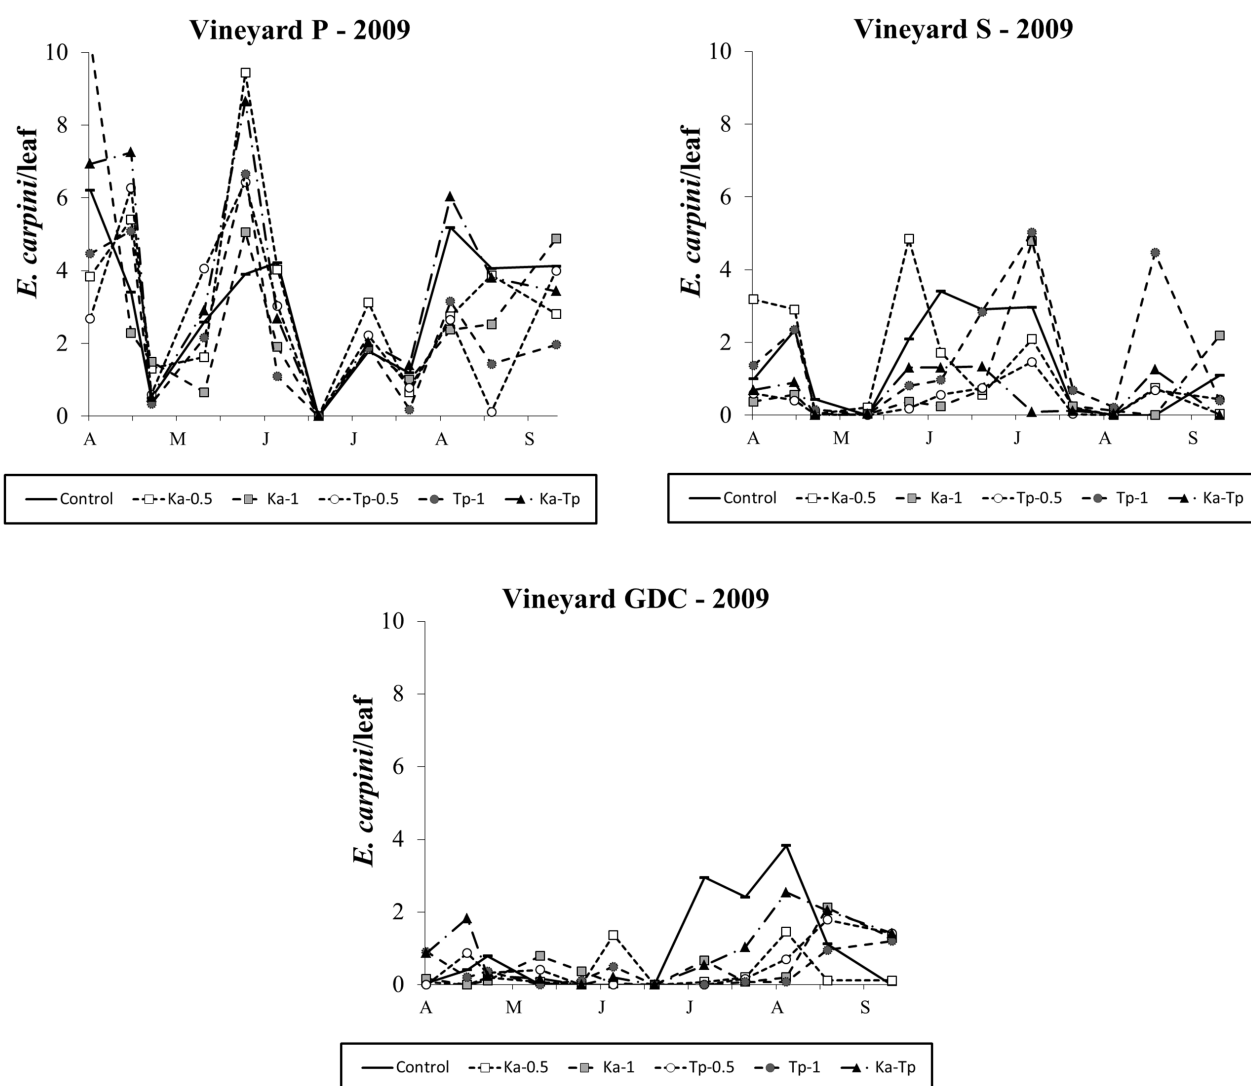 Vineyard P - 2009
E. carpini/leaf
10
8
6
4
2
0
A M J J A S
Control Ka-0.5 Ka-1 Tp-0.5 Tp-1 Ka-Tp
Vineyard S - 2009
E. carpini/leaf
10
8
6
4
2
0
A M J J A S
Control Ka-0.5 Ka-1 Tp-0.5 Tp-1 Ka-Tp
Vineyard GDC - 2009
E. carpini/leaf
10
8
6
4
2
0
A M J J A S
Control Ka-0.5 Ka-1 Tp-0.5 Tp-1 Ka-Tp